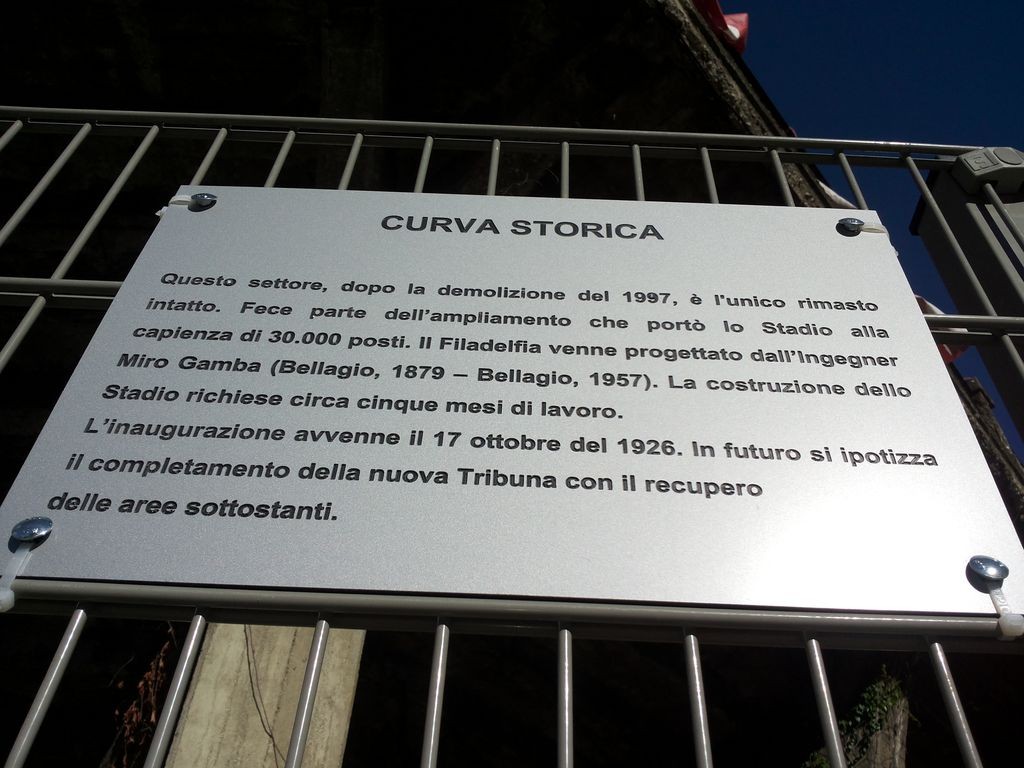 CURVA STORICA
Questo settore, dopo la demolizione del 1997, è l'unico rimasto
intatto. Fece parte dell'ampliamento che portò lo Stadio alla
capienza di 30.000 posti. Il Filadelfia venne progettato dall'Ingegner
Miro Gamba (Bellagio, 1879 – Bellagio, 1957). La costruzione dello
Stadio richiese circa cinque mesi di lavoro.
L'inaugurazione avvenne il 17 ottobre del 1926. In futuro si ipotizza
il completamento della nuova Tribuna con il recupero
delle aree sottostanti.